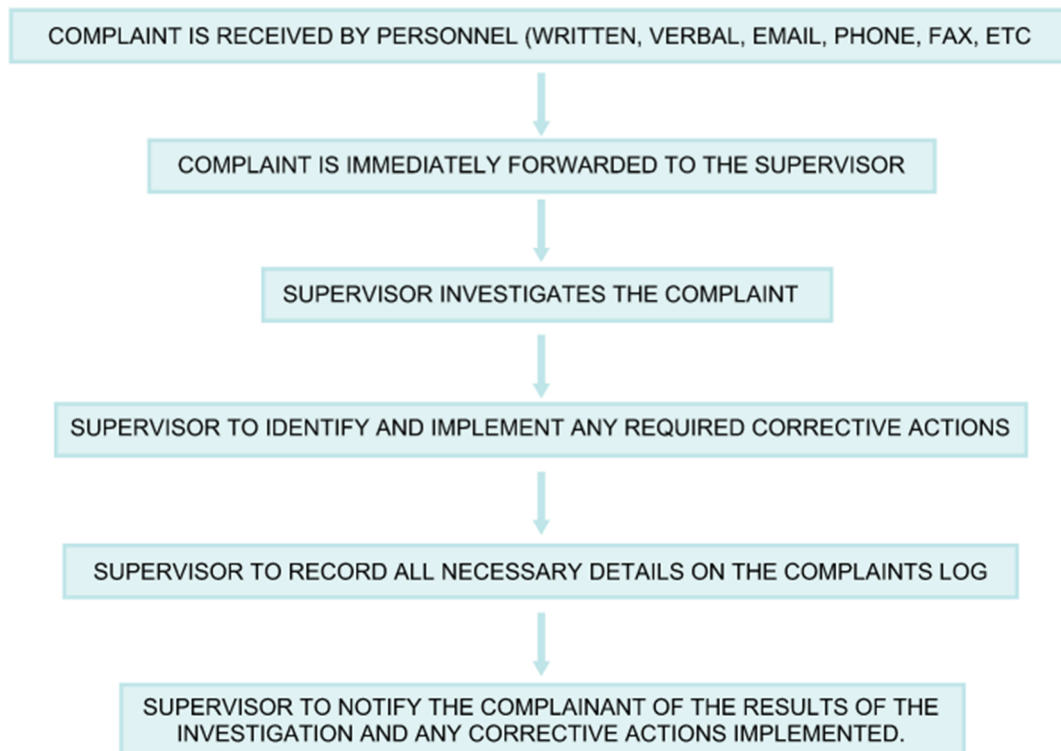 COMPLAINT IS RECEIVED BY PERSONNEL (WRITTEN, VERBAL, EMAIL, PHONE, FAX, ETC
COMPLAINT IS IMMEDIATELY FORWARDED TO THE SUPERVISOR
SUPERVISOR INVESTIGATES THE COMPLAINT
SUPERVISOR TO IDENTIFY AND IMPLEMENT ANY REQUIRED CORRECTIVE ACTIONS
SUPERVISOR TO RECORD ALL NECESSARY DETAILS ON THE COMPLAINTS LOG
SUPERVISOR TO NOTIFY THE COMPLAINANT OF THE RESULTS OF THE
INVESTIGATION AND ANY CORRECTIVE ACTIONS IMPLEMENTED.